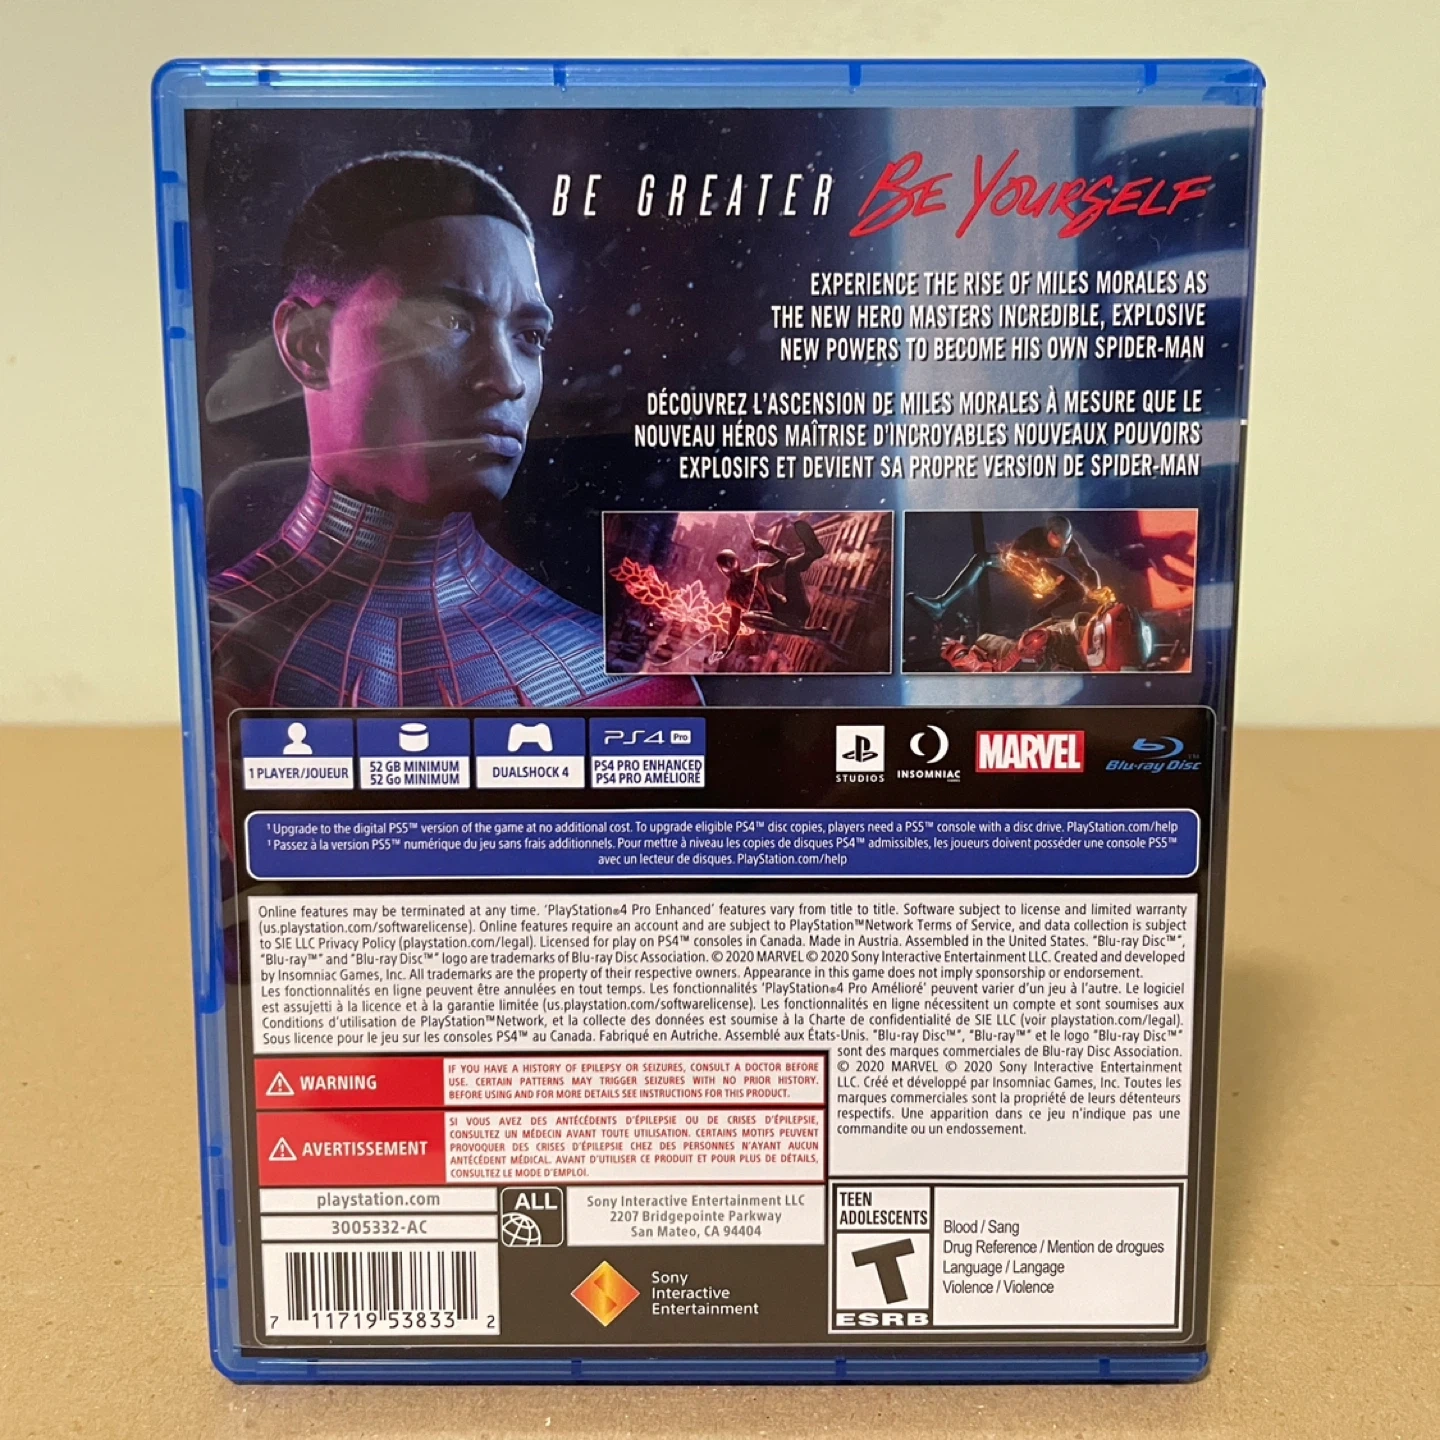 BE GREATER BE YOURSELF
EXPERIENCE THE RISE OF MILES MORALES AS
THE NEW HERO MASTERS INCREDIBLE, EXPLOSIVE
NEW POWERS TO BECOME HIS OWN SPIDER-MAN
DÉCOUVREZ L'ASCENSION DE MILES MORALES À MESURE QUE LE
NOUVEAU HÉROS MAÎTRISE D'INCROYABLES NOUVEAUX POUVOIRS
EXPLOSIFS ET DEVIENT SA PROPRE VERSION DE SPIDER-MAN
1 PLAYER/JOUEUR
52 GB MINIMUM
52 Go MINIMUM
DUALSHOCK 4
PS4 Pro
PS4 PRO ENHANCED
PS4 PRO AMÉLIORÉ
STUDIOS
INSOMNIAC
GAMES
MARVEL
Blu-ray Disc
¹ Upgrade to the digital PS5™ version of the game at no additional cost. To upgrade eligible PS4™ disc copies, players need a PS5™ console with a disc drive. PlayStation.com/help
¹ Passez à la version PS5™ numérique du jeu sans frais additionnels. Pour mettre à niveau les copies de disques PS4™ admissibles, les joueurs doivent posséder une console PS5™
avec un lecteur de disques. PlayStation.com/help
Online features may be terminated at any time. 'PlayStation®4 Pro Enhanced' features vary from title to title. Software subject to license and limited warranty
(us.playstation.com/softwarelicense). Online features require an account and are subject to PlayStation™Network Terms of Service, and data collection is subject
to SIE LLC Privacy Policy (playstation.com/legal). Licensed for play on PS4™ consoles in Canada. Made in Austria. Assembled in the United States. "Blu-ray Disc™",
"Blu-ray™" and "Blu-ray Disc™" logo are trademarks of Blu-ray Disc Association. © 2020 MARVEL © 2020 Sony Interactive Entertainment LLC. Created and developed
by Insomniac Games, Inc. All trademarks are the property of their respective owners. Appearance in this game does not imply sponsorship or endorsement.
Les fonctionnalités en ligne peuvent être annulées en tout temps. Les fonctionnalités 'PlayStation®4 Pro Amélioré' peuvent varier d'un jeu à l'autre. Le logiciel
est assujetti à la licence et à la garantie limitée (us.playstation.com/softwarelicense). Les fonctionnalités en ligne nécessitent un compte et sont soumises aux
Conditions d'utilisation de PlayStation™Network, et la collecte des données est soumise à la Charte de confidentialité de SIE LLC (voir playstation.com/legal).
Sous licence pour le jeu sur les consoles PS4™ au Canada. Fabriqué en Autriche. Assemblé aux États-Unis. "Blu-ray Disc™", "Blu-ray™" et le logo "Blu-ray Disc™"
sont des marques commerciales de Blu-ray Disc Association.
© 2020 MARVEL © 2020 Sony Interactive Entertainment
LLC. Créé et développé par Insomniac Games, Inc. Toutes les
marques commerciales sont la propriété de leurs détenteurs
respectifs. Une apparition dans ce jeu n'indique pas une
commandite ou un endossement.
WARNING
IF YOU HAVE A HISTORY OF EPILEPSY OR SEIZURES, CONSULT A DOCTOR BEFORE
USE. CERTAIN PATTERNS MAY TRIGGER SEIZURES WITH NO PRIOR HISTORY.
BEFORE USING AND FOR MORE DETAILS SEE INSTRUCTIONS FOR THIS PRODUCT.
AVERTISSEMENT
SI VOUS AVEZ DES ANTÉCÉDENTS D'ÉPILEPSIE OU DE CRISES D'ÉPILEPSIE,
CONSULTEZ UN MÉDECIN AVANT TOUTE UTILISATION. CERTAINS MOTIFS PEUVENT
PROVOQUER DES CRISES D'ÉPILEPSIE CHEZ DES PERSONNES N'AYANT AUCUN
ANTÉCÉDENT MÉDICAL. AVANT D'UTILISER CE PRODUIT ET POUR PLUS DE DÉTAILS,
CONSULTEZ LE MODE D'EMPLOI.
playstation.com
3005332-AC
ALL
Sony Interactive Entertainment LLC
2207 Bridgepointe Parkway
San Mateo, CA 94404
7 11719 53833 2
Sony
Interactive
Entertainment
TEEN
ADOLESCENTS
T
ESRB
Blood / Sang
Drug Reference / Mention de drogues
Language / Langage
Violence / Violence